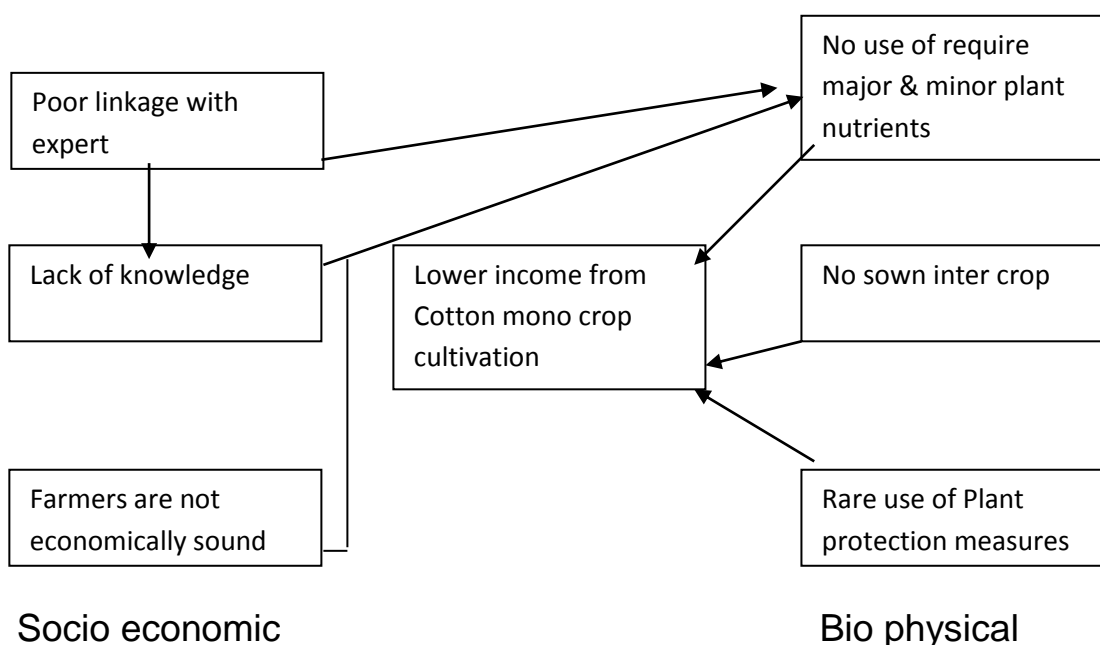 Poor linkage with
expert
No use of require
major & minor plant
nutrients
Lack of knowledge
Lower income from
Cotton mono crop
cultivation
No sown inter crop
Farmers are not
economically sound
Rare use of Plant
protection measures
Socio economic
Bio physical